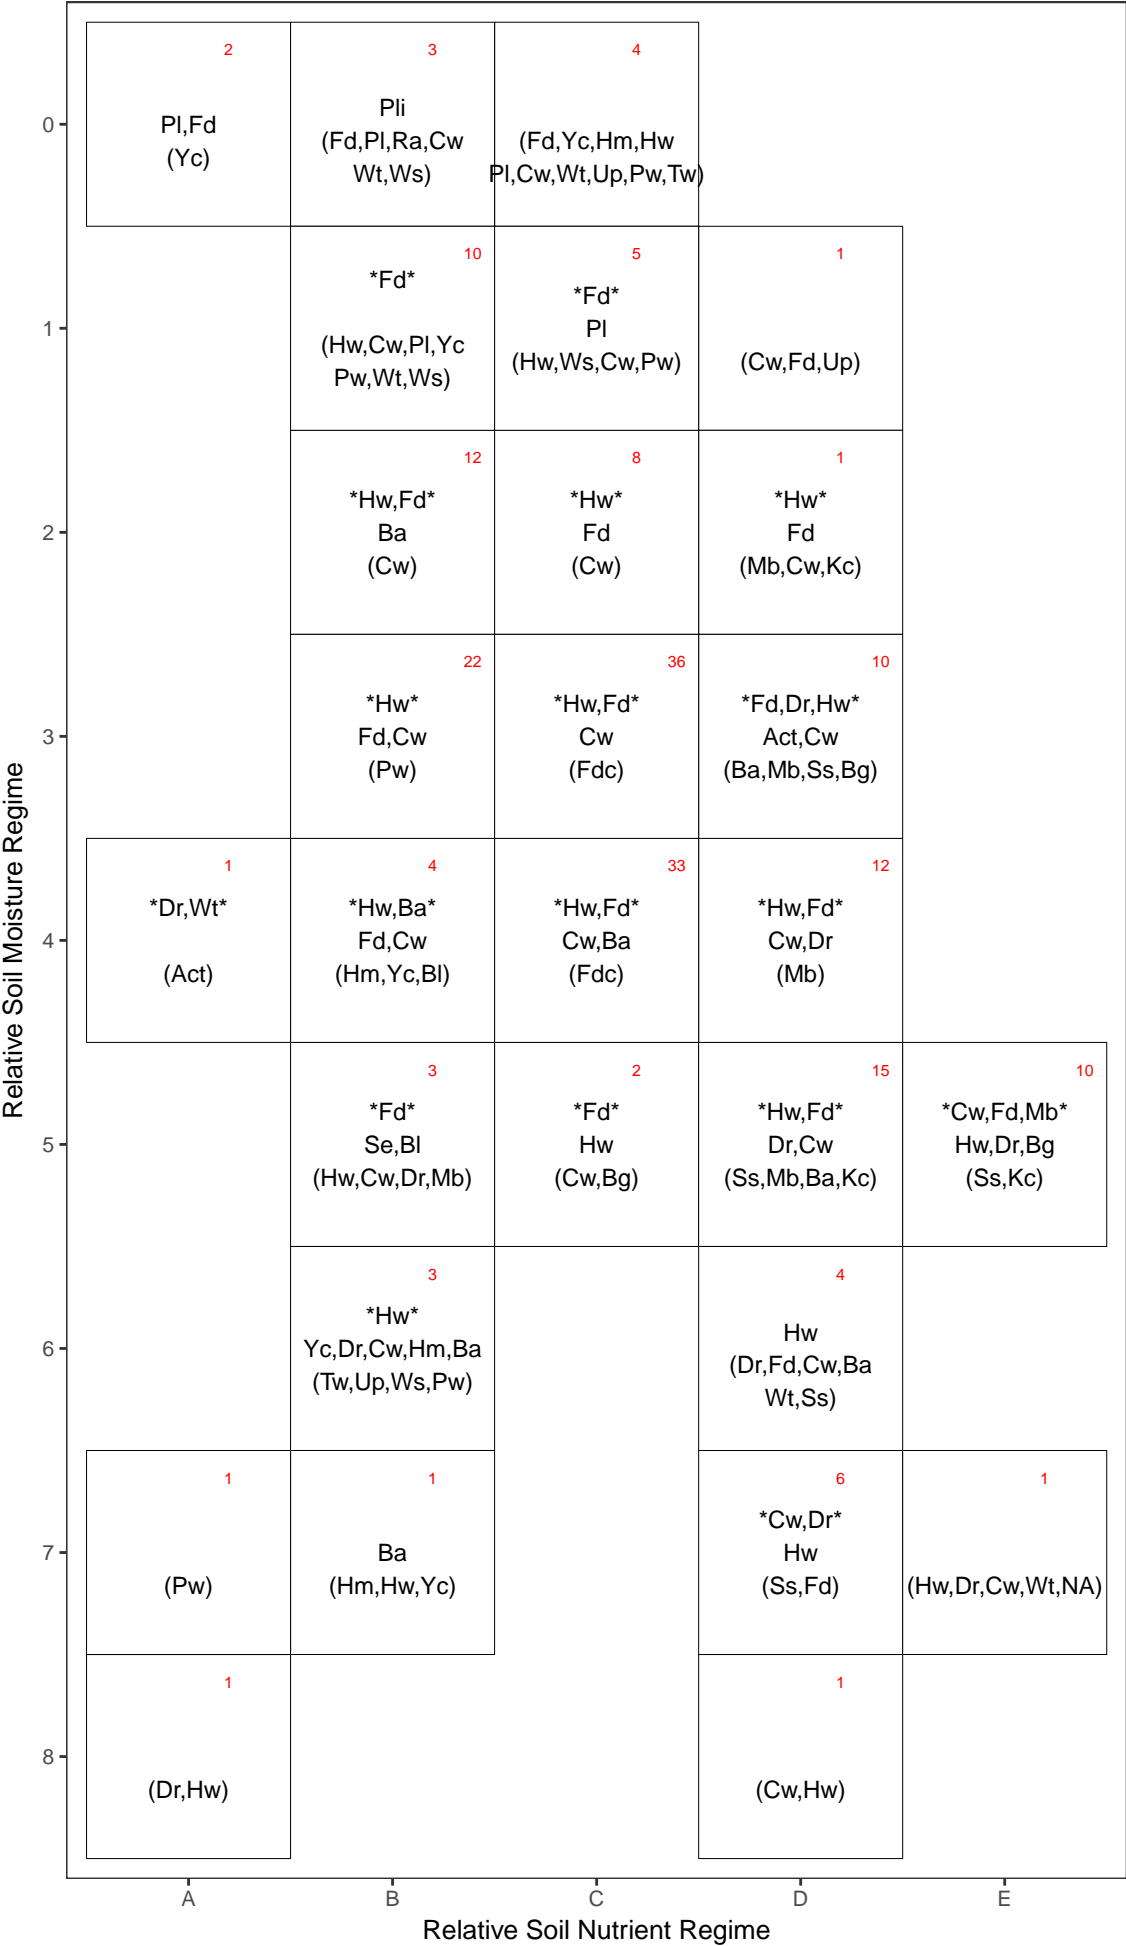 2
3
4
0
Pl,Fd
(Yc)
Pli
(Fd,Pl,Ra,Cw
Wt,Ws)
(Fd,Yc,Hm,Hw
Pl,Cw,Wt,Up,Pw,Tw)
10
5
1
1
*Fd*
(Hw,Cw,Pl,Yc
Pw,Wt,Ws)
*Fd*
Pl
(Hw,Ws,Cw,Pw)
(Cw,Fd,Up)
12
8
1
2
*Hw,Fd*
Ba
(Cw)
*Hw*
Fd
(Cw)
*Hw*
Fd
(Mb,Cw,Kc)
22
36
10
3
*Hw*
Fd,Cw
(Pw)
*Hw,Fd*
Cw
(Fdc)
*Fd,Dr,Hw*
Act,Cw
(Ba,Mb,Ss,Bg)
1
4
33
12
4
*Dr,Wt*
(Act)
*Hw,Ba*
Fd,Cw
(Hm,Yc,Bl)
*Hw,Fd*
Cw,Ba
(Fdc)
*Hw,Fd*
Cw,Dr
(Mb)
3
2
15
10
5
*Fd*
Se,Bl
(Hw,Cw,Dr,Mb)
*Fd*
Hw
(Cw,Bg)
*Hw,Fd*
Dr,Cw
(Ss,Mb,Ba,Kc)
*Cw,Fd,Mb*
Hw,Dr,Bg
(Ss,Kc)
3
4
6
*Hw*
Yc,Dr,Cw,Hm,Ba
(Tw,Up,Ws,Pw)
Hw
(Dr,Fd,Cw,Ba
Wt,Ss)
1
1
6
1
7
(Pw)
Ba
(Hm,Hw,Yc)
*Cw,Dr*
Hw
(Ss,Fd)
(Hw,Dr,Cw,Wt,NA)
1
1
8
(Dr,Hw)
(Cw,Hw)
A
B
C
D
E
Relative Soil Nutrient Regime
Relative Soil Moisture Regime